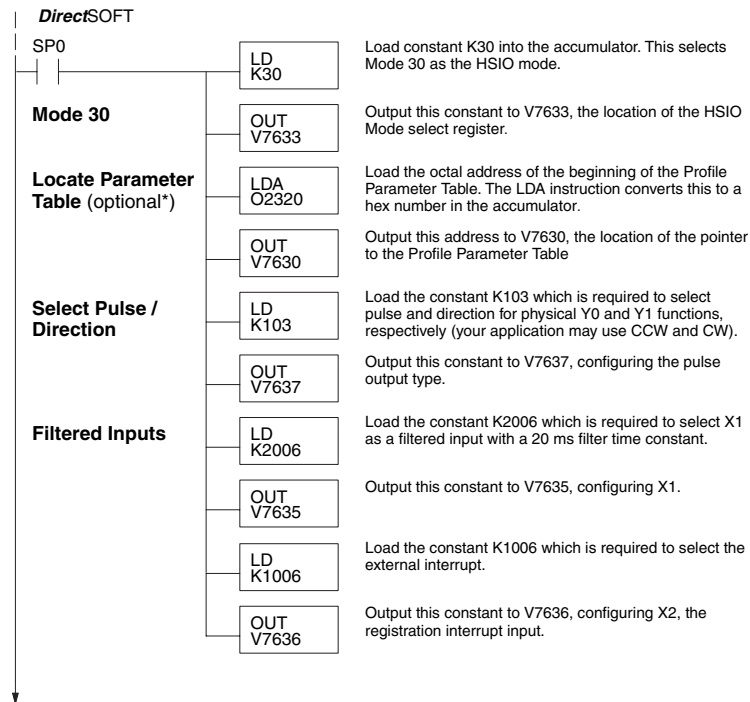 DirectSOFT
SP0
LD
K30
Load constant K30 into the accumulator. This selects
Mode 30 as the HSIO mode.
Mode 30
OUT
V7633
Output this constant to V7633, the location of the HSIO
Mode select register.
Locate Parameter
Table (optional*)
LDA
O2320
Load the octal address of the beginning of the Profile
Parameter Table. The LDA instruction converts this to a
hex number in the accumulator.
OUT
V7630
Output this address to V7630, the location of the pointer
to the Profile Parameter Table
Select Pulse /
Direction
LD
K103
Load the constant K103 which is required to select
pulse and direction for physical Y0 and Y1 functions,
respectively (your application may use CCW and CW).
OUT
V7637
Output this constant to V7637, configuring the pulse
output type.
Filtered Inputs
LD
K2006
Load the constant K2006 which is required to select X1
as a filtered input with a 20 ms filter time constant.
OUT
V7635
Output this constant to V7635, configuring X1.
LD
K1006
Load the constant K1006 which is required to select the
external interrupt.
OUT
V7636
Output this constant to V7636, configuring X2, the
registration interrupt input.